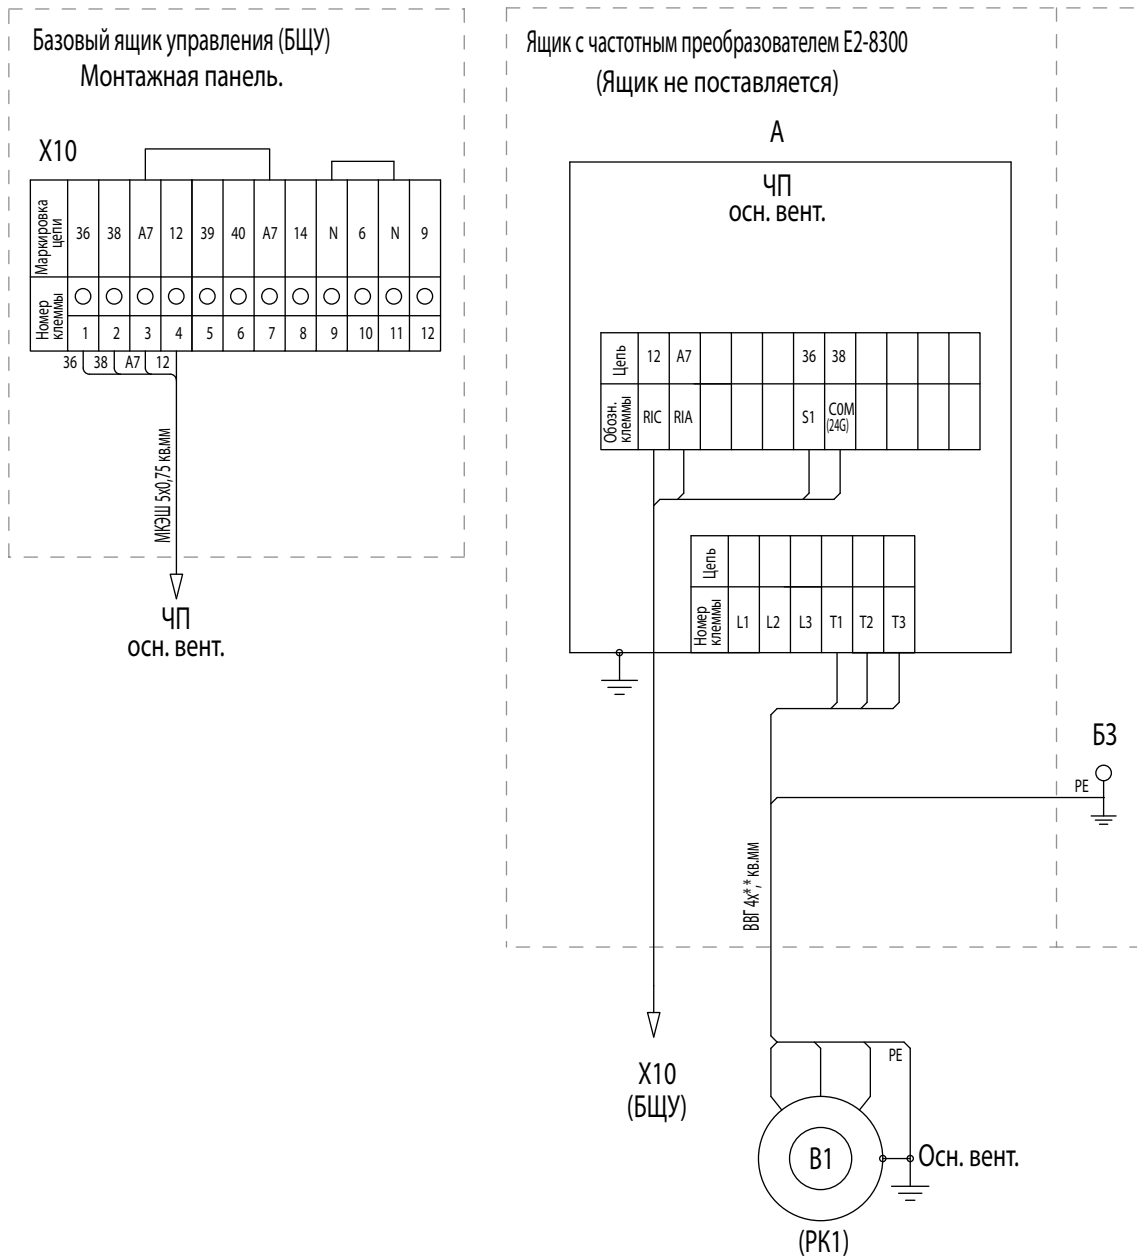 Базовый ящик управления (БЩУ)
Монтажная панель.
X10
Маркировка цепи
36 38 A7 12 39 40 A7 14 N 6 N 9
Номер клеммы
1 2 3 4 5 6 7 8 9 10 11 12
36 38 A7 12
МКЭШ 5x0,75 кв.мм
ЧП
осн. вент.
Ящик с частотным преобразователем Е2-8300
(Ящик не поставляется)
А
ЧП
осн. вент.
Цепь 12 A7 36 38
Обозн. клеммы RIC RIA S1 COM (24G)
Цепь
Номер клеммы L1 L2 L3 T1 T2 T3
БЗ
PE
ВВГ 4х*,* кв.мм
X10
(БЩУ)
PE
B1
Осн. вент.
(РК1)